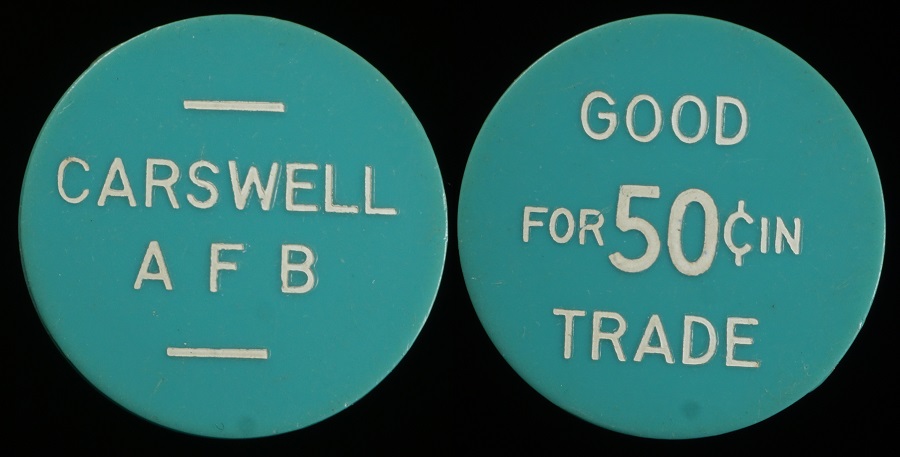 CARSWELL
A F B
GOOD
FOR 50¢ IN
TRADE